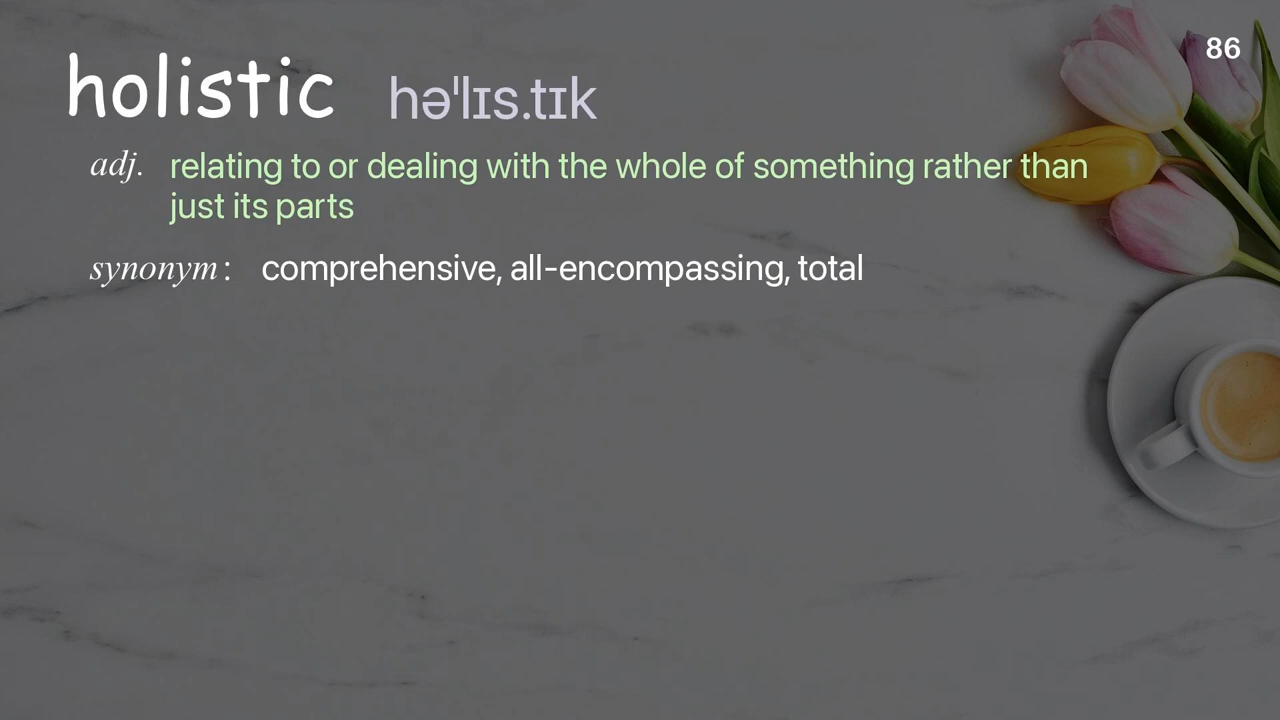 86
holistic həˈlɪs.tɪk
adj. relating to or dealing with the whole of something rather than
just its parts
synonym: comprehensive, all-encompassing, total